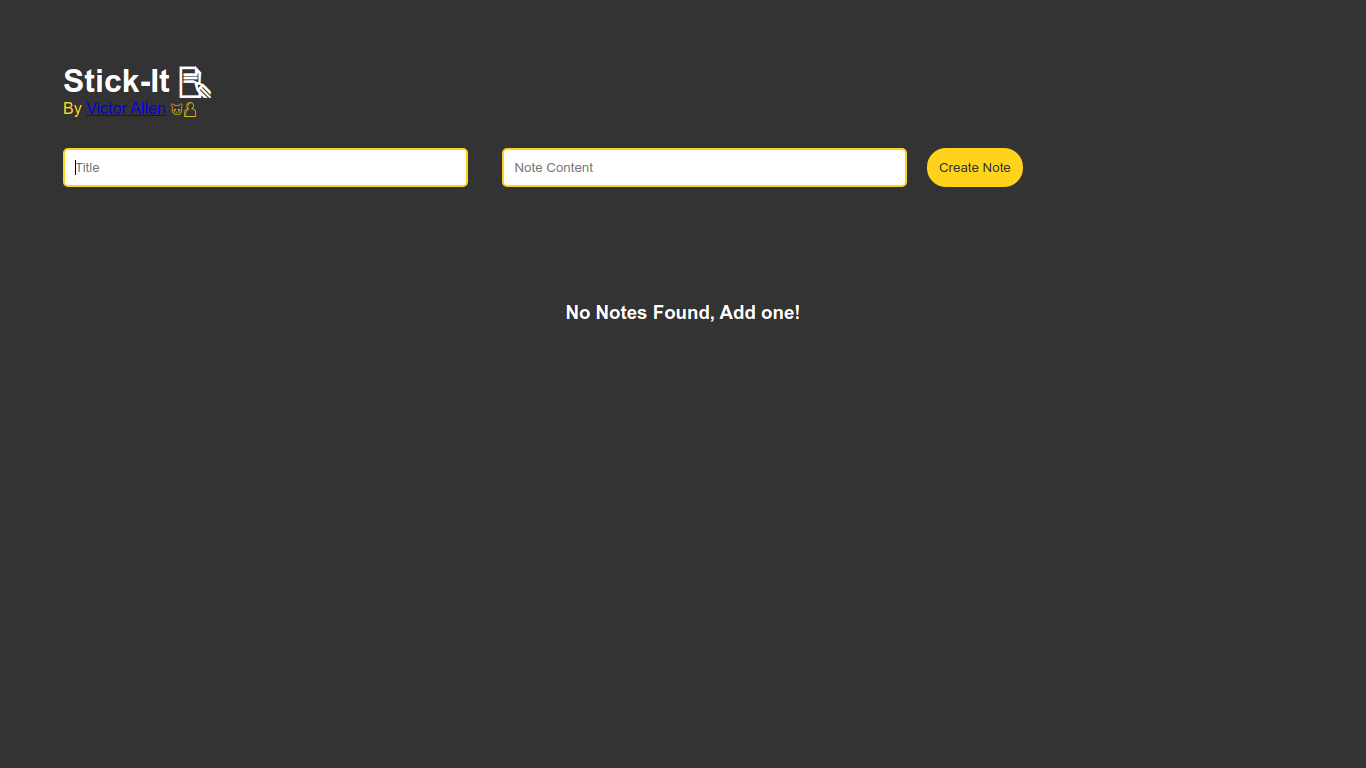 Stick-It
By Victor Allen
Title
Note Content
Create Note
No Notes Found, Add one!